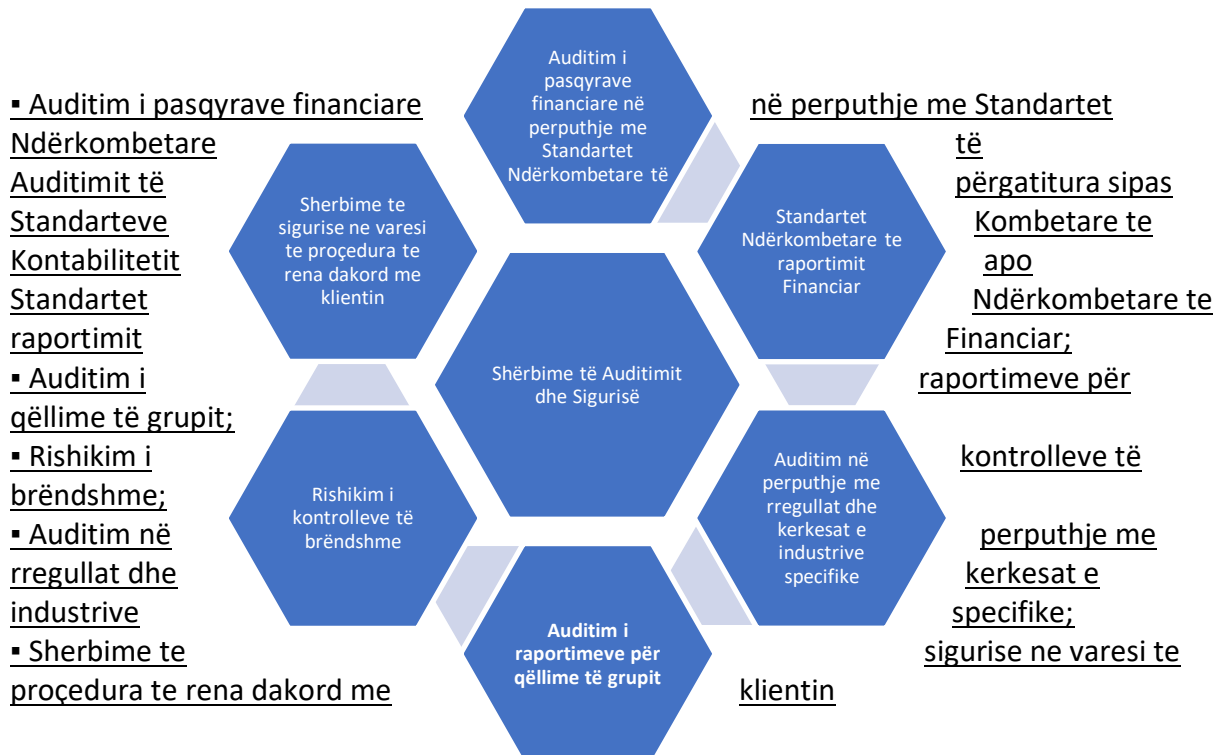 ▪ Auditim i pasqyrave financiare në perputhje me Standartet
Ndërkombetare të
Auditimit të përgatitura sipas
Standarteve Kombetare te
Kontabilitetit apo
Standartet Ndërkombetare te
raportimit Financiar;
▪ Auditim i raportimeve për
qëllime të grupit;
▪ Rishikim i kontrolleve të
brëndshme;
▪ Auditim në perputhje me
rregullat dhe kerkesat e
industrive specifike;
▪ Sherbime te sigurise ne varesi te
proçedura te rena dakord me klientin
Auditim i
pasqyrave
financiare në
perputhje me
Standartet
Ndërkombetare të
Standartet
Ndërkombetare te
raportimit
Financiar
Auditim në
perputhje me
rregullat dhe
kerkesat e
industrive
specifike
Auditim i
raportimeve për
qëllime të grupit
Rishikim i
kontrolleve të
brëndshme
Sherbime te
sigurise ne varesi
te proçedura te
rena dakord me
klientin
Shërbime të Auditimit
dhe Sigurisë